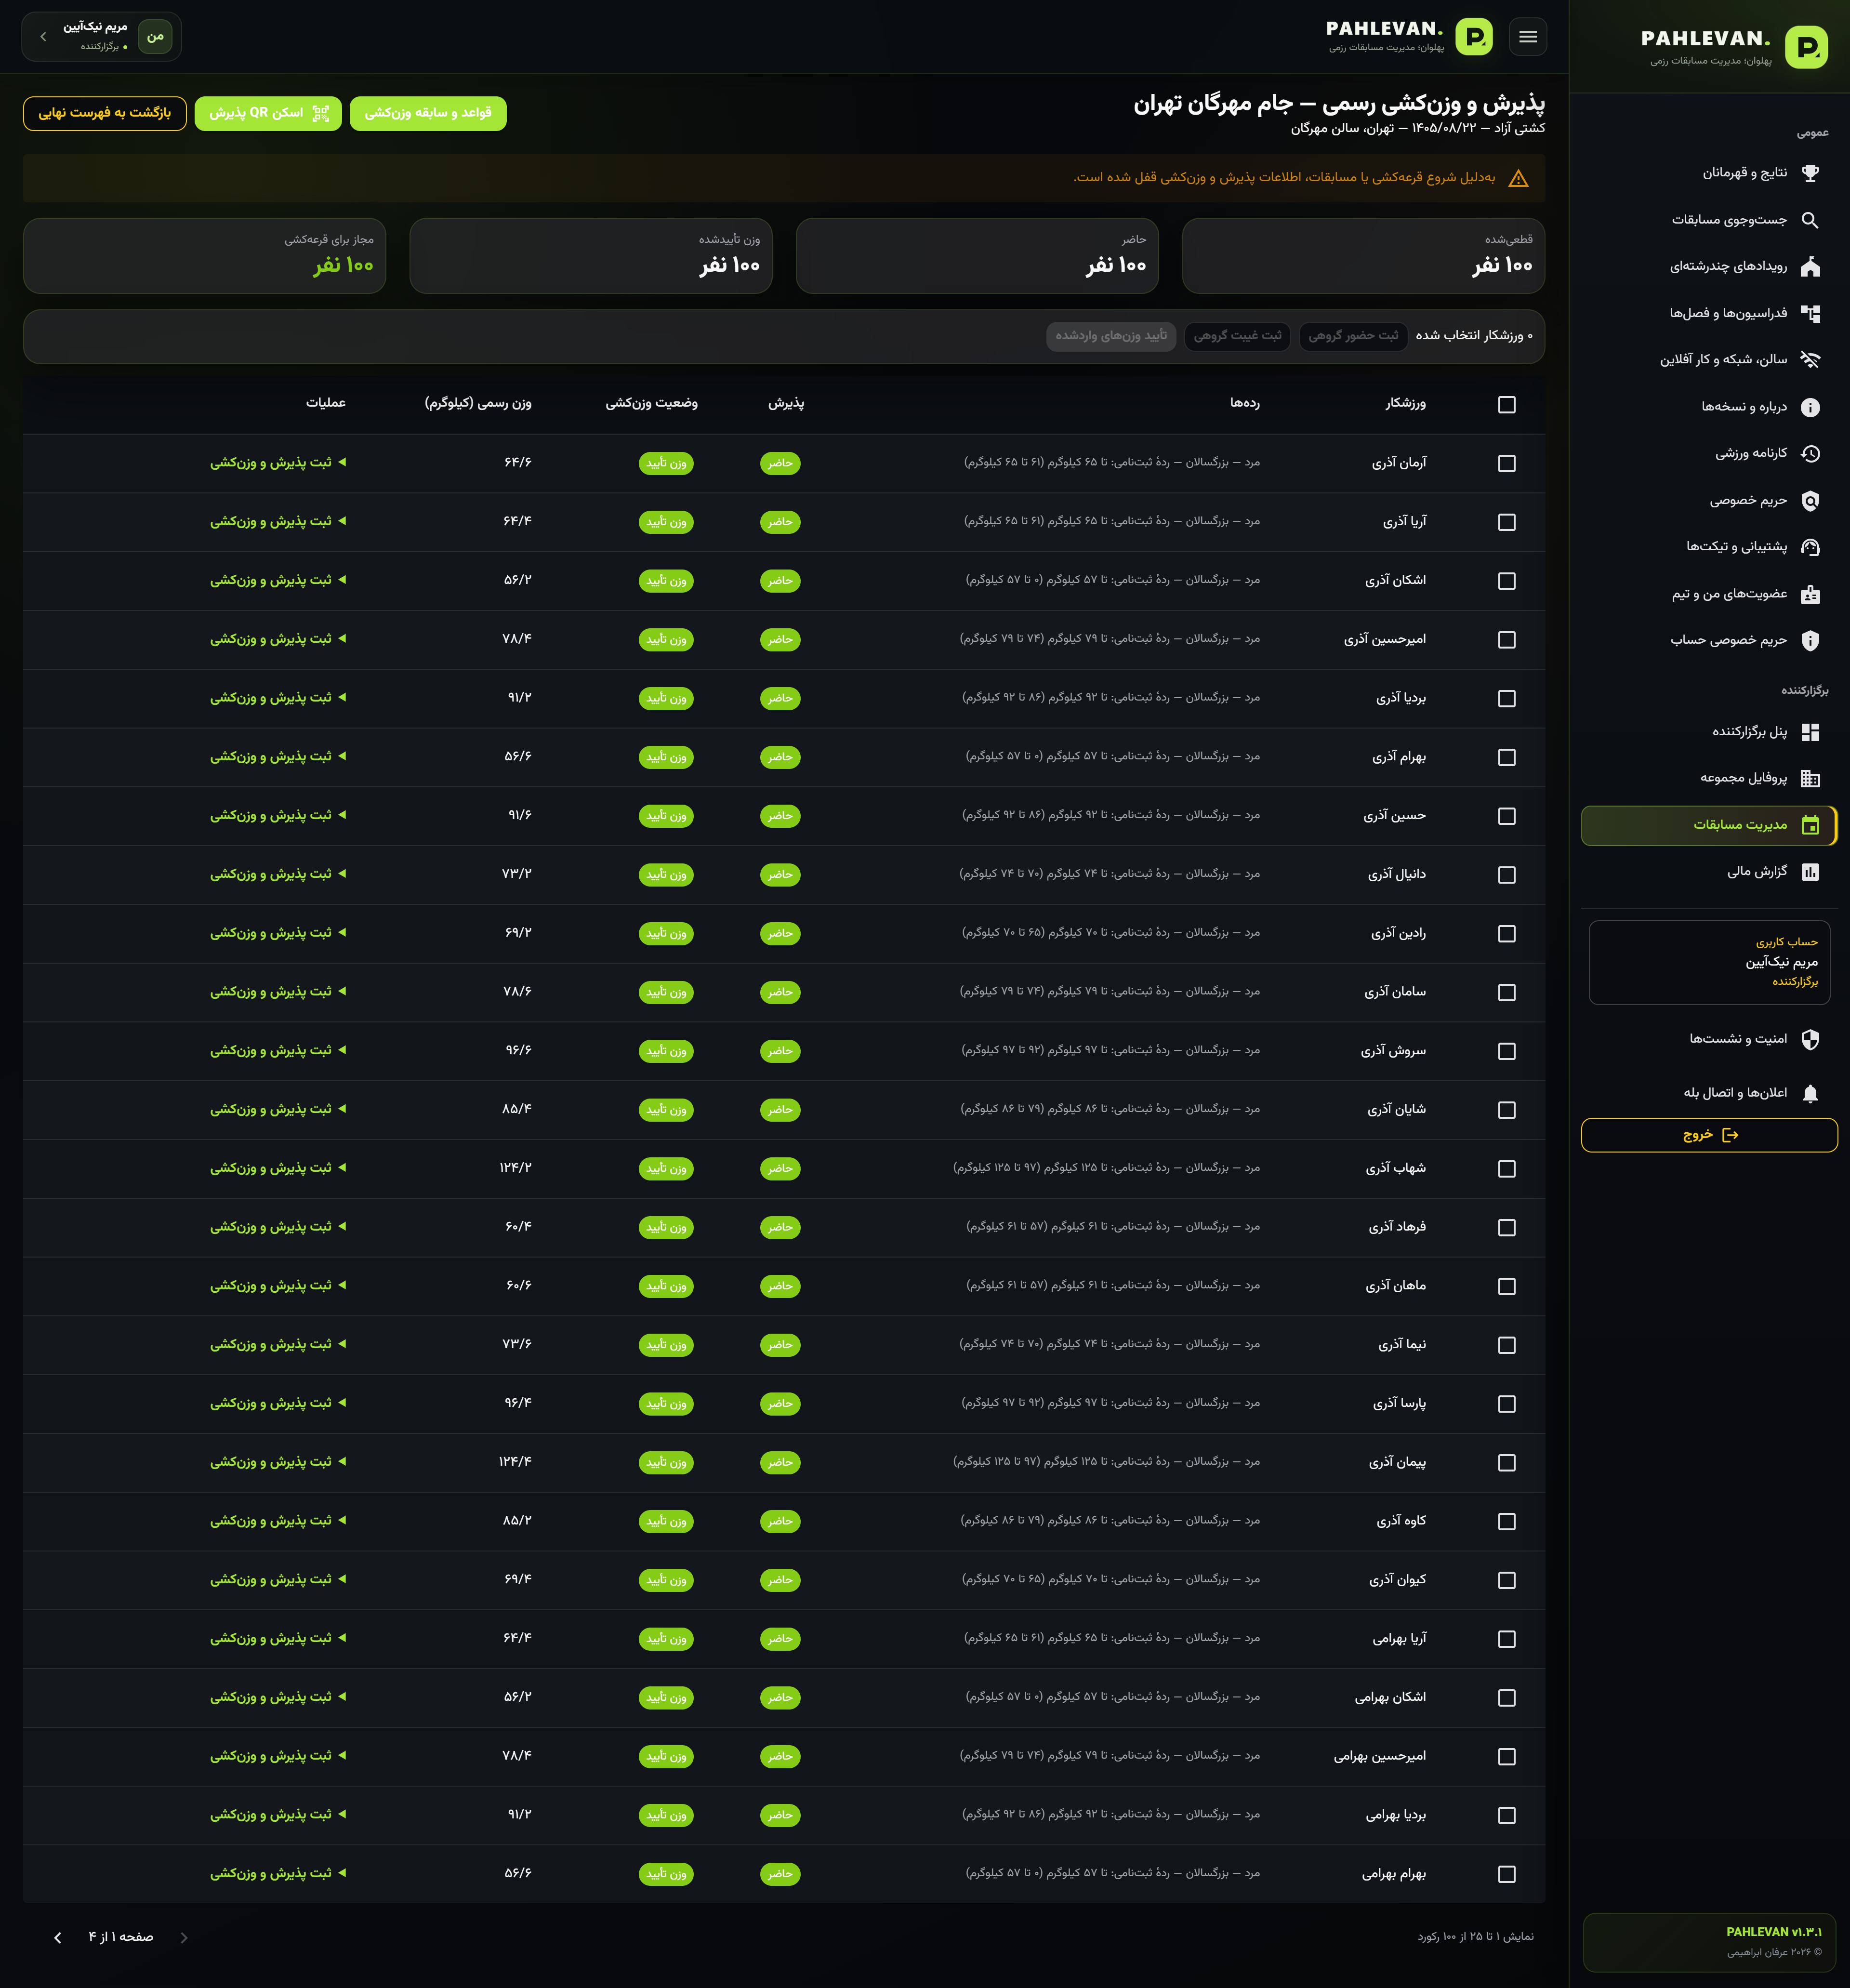 PAHLEVAN.
پهلوان؛ مدیریت مسابقات رزمی
عمومی
نتایج و قهرمانان
جست‌وجوی مسابقات
رویدادهای چندرشته‌ای
فدراسیون‌ها و فصل‌ها
سالن، شبکه و کار آفلاین
درباره و نسخه‌ها
کارنامه ورزشی
حریم خصوصی
پشتیبانی و تیکت‌ها
عضویت‌های من و تیم
حریم خصوصی حساب
برگزارکننده
پنل برگزارکننده
پروفایل مجموعه
مدیریت مسابقات
گزارش مالی
حساب کاربری
مریم نیک‌آیین
برگزارکننده
امنیت و نشست‌ها
اعلان‌ها و اتصال بله
خروج
PAHLEVAN v۱.۳.۱
© ۲۰۲۶ عرفان ابراهیمی
PAHLEVAN.
پهلوان؛ مدیریت مسابقات رزمی
من
مریم نیک‌آیین
برگزارکننده
پذیرش و وزن‌کشی رسمی — جام مهرگان تهران
کشتی آزاد — ۱۴۰۵/۰۸/۲۲ — تهران، سالن مهرگان
قواعد و سابقه وزن‌کشی
اسکن QR پذیرش
بازگشت به فهرست نهایی
به‌دلیل شروع قرعه‌کشی یا مسابقات، اطلاعات پذیرش و وزن‌کشی قفل شده است.
قطعی‌شده
۱۰۰ نفر
حاضر
۱۰۰ نفر
وزن تأییدشده
۱۰۰ نفر
مجاز برای قرعه‌کشی
۱۰۰ نفر
۰ ورزشکار انتخاب شده ثبت حضور گروهی ثبت غیبت گروهی تأیید وزن‌های واردشده
ورزشکار رده‌ها پذیرش وضعیت وزن‌کشی وزن رسمی (کیلوگرم) عملیات
آرمان آذری مرد — بزرگسالان — ردهٔ ثبت‌نامی: تا ۶۵ کیلوگرم (۶۱ تا ۶۵ کیلوگرم) حاضر وزن تأیید ۶۴/۶ ثبت پذیرش و وزن‌کشی
آریا آذری مرد — بزرگسالان — ردهٔ ثبت‌نامی: تا ۶۵ کیلوگرم (۶۱ تا ۶۵ کیلوگرم) حاضر وزن تأیید ۶۴/۴ ثبت پذیرش و وزن‌کشی
اشکان آذری مرد — بزرگسالان — ردهٔ ثبت‌نامی: تا ۵۷ کیلوگرم (۰ تا ۵۷ کیلوگرم) حاضر وزن تأیید ۵۶/۲ ثبت پذیرش و وزن‌کشی
امیرحسین آذری مرد — بزرگسالان — ردهٔ ثبت‌نامی: تا ۷۹ کیلوگرم (۷۴ تا ۷۹ کیلوگرم) حاضر وزن تأیید ۷۸/۴ ثبت پذیرش و وزن‌کشی
بردیا آذری مرد — بزرگسالان — ردهٔ ثبت‌نامی: تا ۹۲ کیلوگرم (۸۶ تا ۹۲ کیلوگرم) حاضر وزن تأیید ۹۱/۲ ثبت پذیرش و وزن‌کشی
بهرام آذری مرد — بزرگسالان — ردهٔ ثبت‌نامی: تا ۵۷ کیلوگرم (۰ تا ۵۷ کیلوگرم) حاضر وزن تأیید ۵۶/۶ ثبت پذیرش و وزن‌کشی
حسین آذری مرد — بزرگسالان — ردهٔ ثبت‌نامی: تا ۹۲ کیلوگرم (۸۶ تا ۹۲ کیلوگرم) حاضر وزن تأیید ۹۱/۶ ثبت پذیرش و وزن‌کشی
دانیال آذری مرد — بزرگسالان — ردهٔ ثبت‌نامی: تا ۷۴ کیلوگرم (۷۰ تا ۷۴ کیلوگرم) حاضر وزن تأیید ۷۳/۲ ثبت پذیرش و وزن‌کشی
رادین آذری مرد — بزرگسالان — ردهٔ ثبت‌نامی: تا ۷۰ کیلوگرم (۶۵ تا ۷۰ کیلوگرم) حاضر وزن تأیید ۶۹/۲ ثبت پذیرش و وزن‌کشی
سامان آذری مرد — بزرگسالان — ردهٔ ثبت‌نامی: تا ۷۹ کیلوگرم (۷۴ تا ۷۹ کیلوگرم) حاضر وزن تأیید ۷۸/۶ ثبت پذیرش و وزن‌کشی
سروش آذری مرد — بزرگسالان — ردهٔ ثبت‌نامی: تا ۹۷ کیلوگرم (۹۲ تا ۹۷ کیلوگرم) حاضر وزن تأیید ۹۶/۶ ثبت پذیرش و وزن‌کشی
شایان آذری مرد — بزرگسالان — ردهٔ ثبت‌نامی: تا ۸۶ کیلوگرم (۷۹ تا ۸۶ کیلوگرم) حاضر وزن تأیید ۸۵/۴ ثبت پذیرش و وزن‌کشی
شهاب آذری مرد — بزرگسالان — ردهٔ ثبت‌نامی: تا ۱۲۵ کیلوگرم (۹۷ تا ۱۲۵ کیلوگرم) حاضر وزن تأیید ۱۲۴/۲ ثبت پذیرش و وزن‌کشی
فرهاد آذری مرد — بزرگسالان — ردهٔ ثبت‌نامی: تا ۶۱ کیلوگرم (۵۷ تا ۶۱ کیلوگرم) حاضر وزن تأیید ۶۰/۴ ثبت پذیرش و وزن‌کشی
ماهان آذری مرد — بزرگسالان — ردهٔ ثبت‌نامی: تا ۶۱ کیلوگرم (۵۷ تا ۶۱ کیلوگرم) حاضر وزن تأیید ۶۰/۶ ثبت پذیرش و وزن‌کشی
نیما آذری مرد — بزرگسالان — ردهٔ ثبت‌نامی: تا ۷۴ کیلوگرم (۷۰ تا ۷۴ کیلوگرم) حاضر وزن تأیید ۷۳/۶ ثبت پذیرش و وزن‌کشی
پارسا آذری مرد — بزرگسالان — ردهٔ ثبت‌نامی: تا ۹۷ کیلوگرم (۹۲ تا ۹۷ کیلوگرم) حاضر وزن تأیید ۹۶/۴ ثبت پذیرش و وزن‌کشی
پیمان آذری مرد — بزرگسالان — ردهٔ ثبت‌نامی: تا ۱۲۵ کیلوگرم (۹۷ تا ۱۲۵ کیلوگرم) حاضر وزن تأیید ۱۲۴/۴ ثبت پذیرش و وزن‌کشی
کاوه آذری مرد — بزرگسالان — ردهٔ ثبت‌نامی: تا ۸۶ کیلوگرم (۷۹ تا ۸۶ کیلوگرم) حاضر وزن تأیید ۸۵/۲ ثبت پذیرش و وزن‌کشی
کیوان آذری مرد — بزرگسالان — ردهٔ ثبت‌نامی: تا ۷۰ کیلوگرم (۶۵ تا ۷۰ کیلوگرم) حاضر وزن تأیید ۶۹/۴ ثبت پذیرش و وزن‌کشی
آریا بهرامی مرد — بزرگسالان — ردهٔ ثبت‌نامی: تا ۶۵ کیلوگرم (۶۱ تا ۶۵ کیلوگرم) حاضر وزن تأیید ۶۴/۴ ثبت پذیرش و وزن‌کشی
اشکان بهرامی مرد — بزرگسالان — ردهٔ ثبت‌نامی: تا ۵۷ کیلوگرم (۰ تا ۵۷ کیلوگرم) حاضر وزن تأیید ۵۶/۲ ثبت پذیرش و وزن‌کشی
امیرحسین بهرامی مرد — بزرگسالان — ردهٔ ثبت‌نامی: تا ۷۹ کیلوگرم (۷۴ تا ۷۹ کیلوگرم) حاضر وزن تأیید ۷۸/۴ ثبت پذیرش و وزن‌کشی
بردیا بهرامی مرد — بزرگسالان — ردهٔ ثبت‌نامی: تا ۹۲ کیلوگرم (۸۶ تا ۹۲ کیلوگرم) حاضر وزن تأیید ۹۱/۲ ثبت پذیرش و وزن‌کشی
بهرام بهرامی مرد — بزرگسالان — ردهٔ ثبت‌نامی: تا ۵۷ کیلوگرم (۰ تا ۵۷ کیلوگرم) حاضر وزن تأیید ۵۶/۶ ثبت پذیرش و وزن‌کشی
نمایش ۱ تا ۲۵ از ۱۰۰ رکورد
صفحه ۱ از ۴